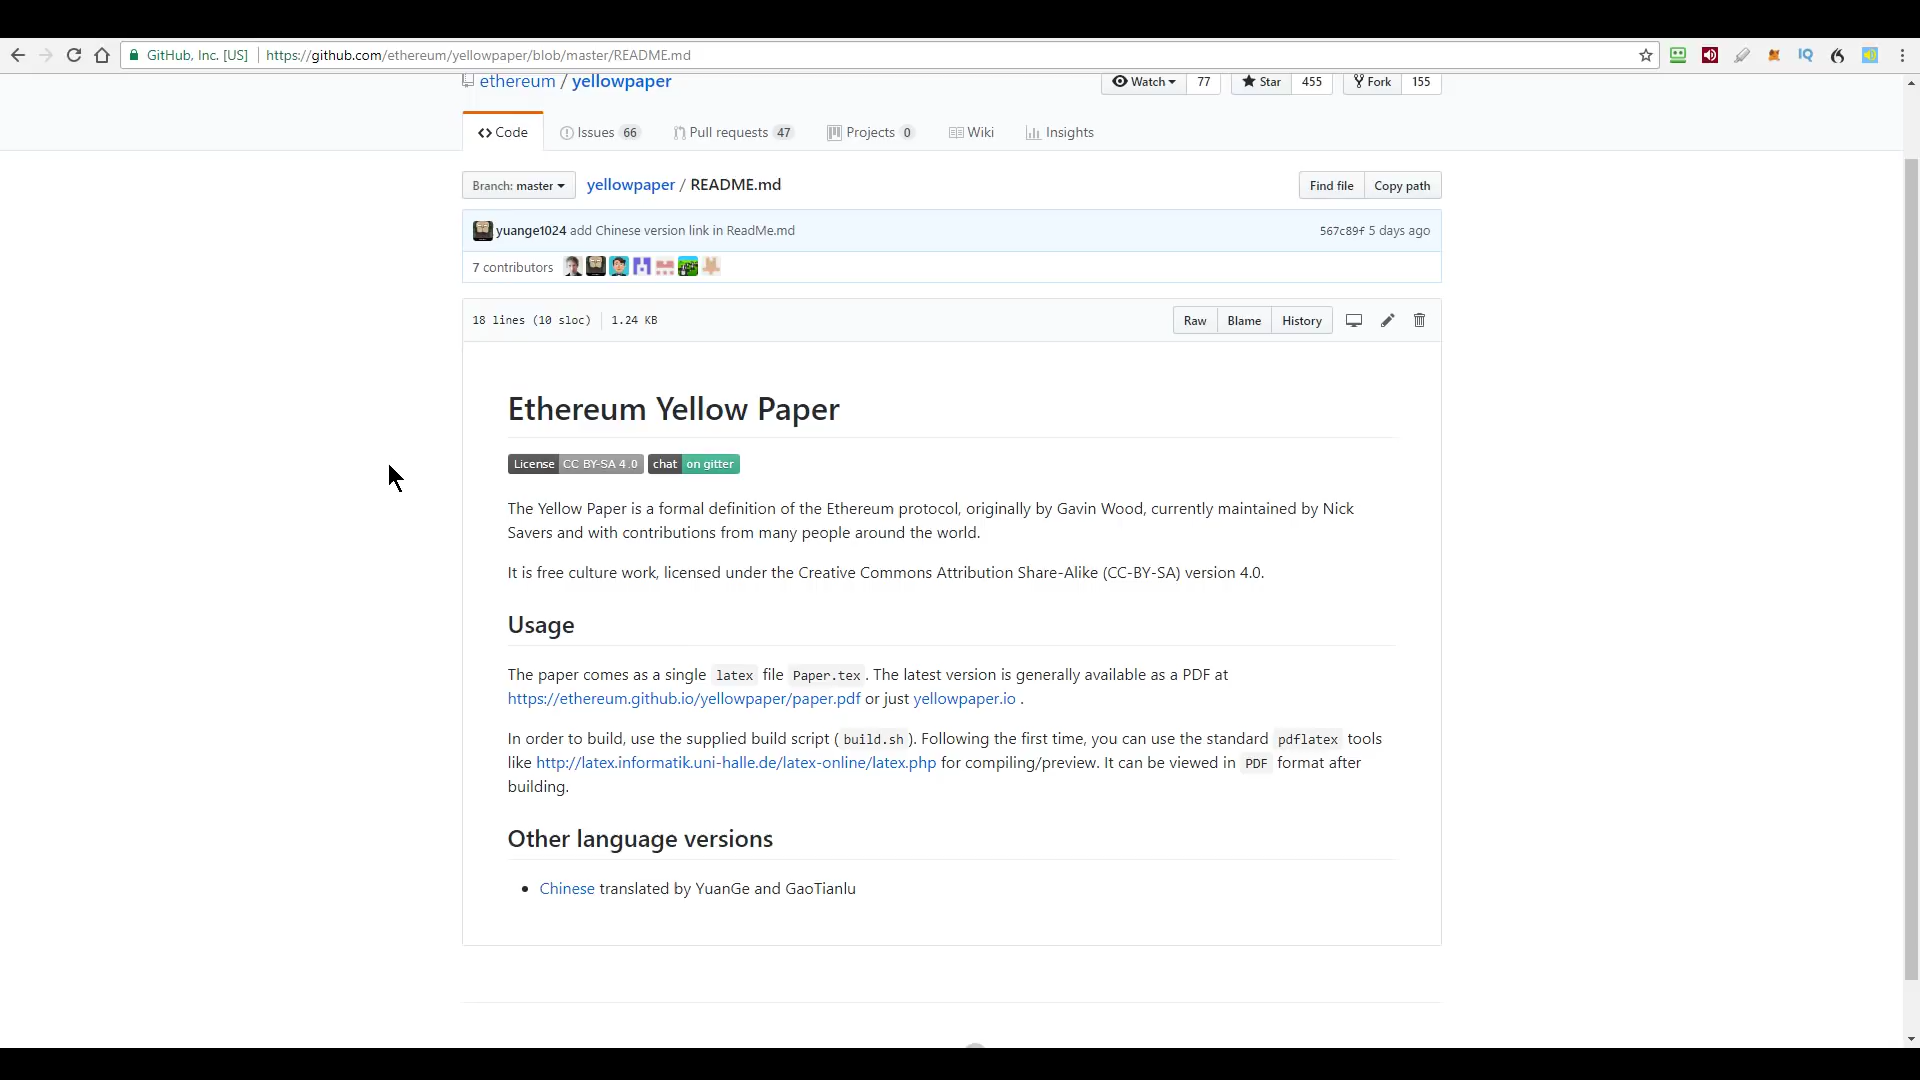 GitHub, Inc. [US] https://github.com/ethereum/yellowpaper/blob/master/README.md
IQ
ethereum / yellowpaper Watch 77 Star 455 Fork 155
Code Issues 66 Pull requests 47 Projects 0 Wiki Insights
Branch: master yellowpaper / README.md Find file Copy path
yuange1024 add Chinese version link in ReadMe.md 567c89f 5 days ago
7 contributors
18 lines (10 sloc) 1.24 KB Raw Blame History
Ethereum Yellow Paper
License CC BY-SA 4.0 chat on gitter
The Yellow Paper is a formal definition of the Ethereum protocol, originally by Gavin Wood, currently maintained by Nick
Savers and with contributions from many people around the world.
It is free culture work, licensed under the Creative Commons Attribution Share-Alike (CC-BY-SA) version 4.0.
Usage
The paper comes as a single latex file Paper.tex. The latest version is generally available as a PDF at
https://ethereum.github.io/yellowpaper/paper.pdf or just yellowpaper.io .
In order to build, use the supplied build script ( build.sh ). Following the first time, you can use the standard pdflatex tools
like http://latex.informatik.uni-halle.de/latex-online/latex.php for compiling/preview. It can be viewed in PDF format after
building.
Other language versions
• Chinese translated by YuanGe and GaoTianlu